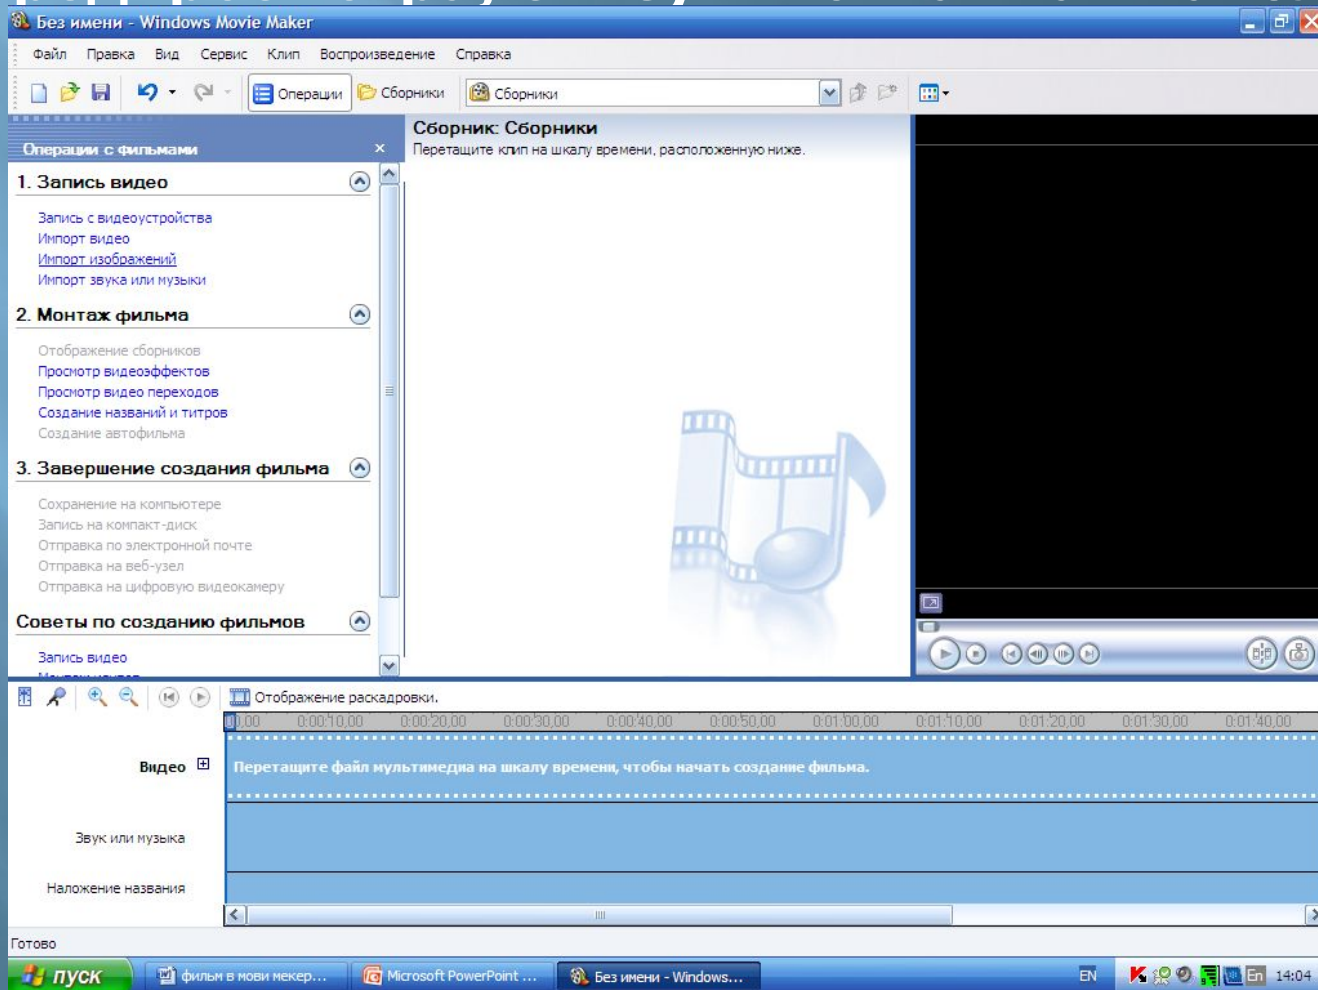 Без имени - Windows Movie Maker
Файл Правка Вид Сервис Клип Воспроизведение Справка
Операции Сборники Сборники
Операции с фильмами
Сборник: Сборники
Перетащите клип на шкалу времени, расположенную ниже.
1. Запись видео
Запись с видеоустройства
Импорт видео
Импорт изображений
Импорт звука или музыки
2. Монтаж фильма
Отображение сборников
Просмотр видеоэффектов
Просмотр видео переходов
Создание названий и титров
Создание автофильма
3. Завершение создания фильма
Сохранение на компьютере
Запись на компакт-диск
Отправка по электронной почте
Отправка на веб-узел
Отправка на цифровую видеокамеру
Советы по созданию фильмов
Запись видео
Отображение раскадровки.
0:00:10,00 0:00:20,00 0:00:30,00 0:00:40,00 0:00:50,00 0:01:00,00 0:01:10,00 0:01:20,00 0:01:30,00 0:01:40,00
Видео Перетащите файл мультимедиа на шкалу времени, чтобы начать создание фильма.
Звук или музыка
Наложение названия
Готово
пуск фильм в мови мекер... Microsoft PowerPoint ... Без имени - Windows... EN En 14:04